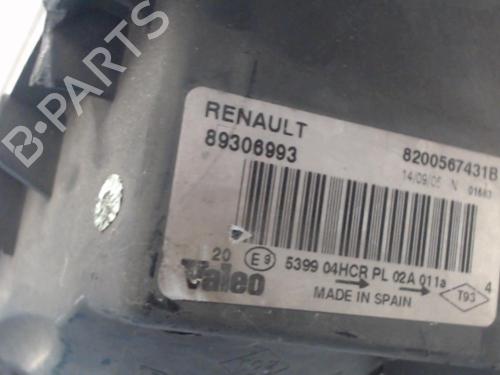 RENAULT
89306993
8200567431B
14/09/05 N 01683
20
E9
5399 04HCR PL 02A 011a
T93
4
Valeo
MADE IN SPAIN
B-Parts